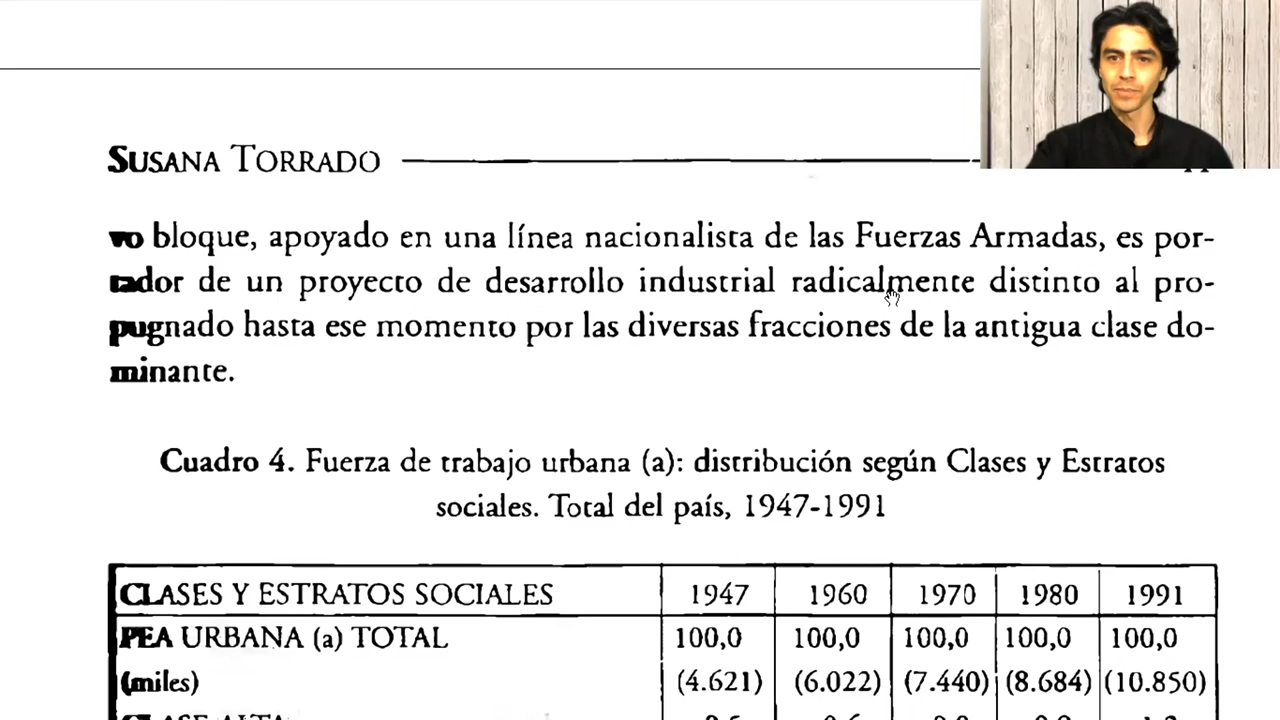 SUSANA TORRADO
vo bloque, apoyado en una línea nacionalista de las Fuerzas Armadas, es por-
tador de un proyecto de desarrollo industrial radicalmente distinto al pro-
pugnado hasta ese momento por las diversas fracciones de la antigua clase do-
minante.
Cuadro 4. Fuerza de trabajo urbana (a): distribución según Clases y Estratos
sociales. Total del país, 1947-1991
CLASES Y ESTRATOS SOCIALES 1947 1960 1970 1980 1991
PEA URBANA (a) TOTAL 100,0 100,0 100,0 100,0 100,0
(miles) (4.621) (6.022) (7.440) (8.684) (10.850)
CLASE ALTA